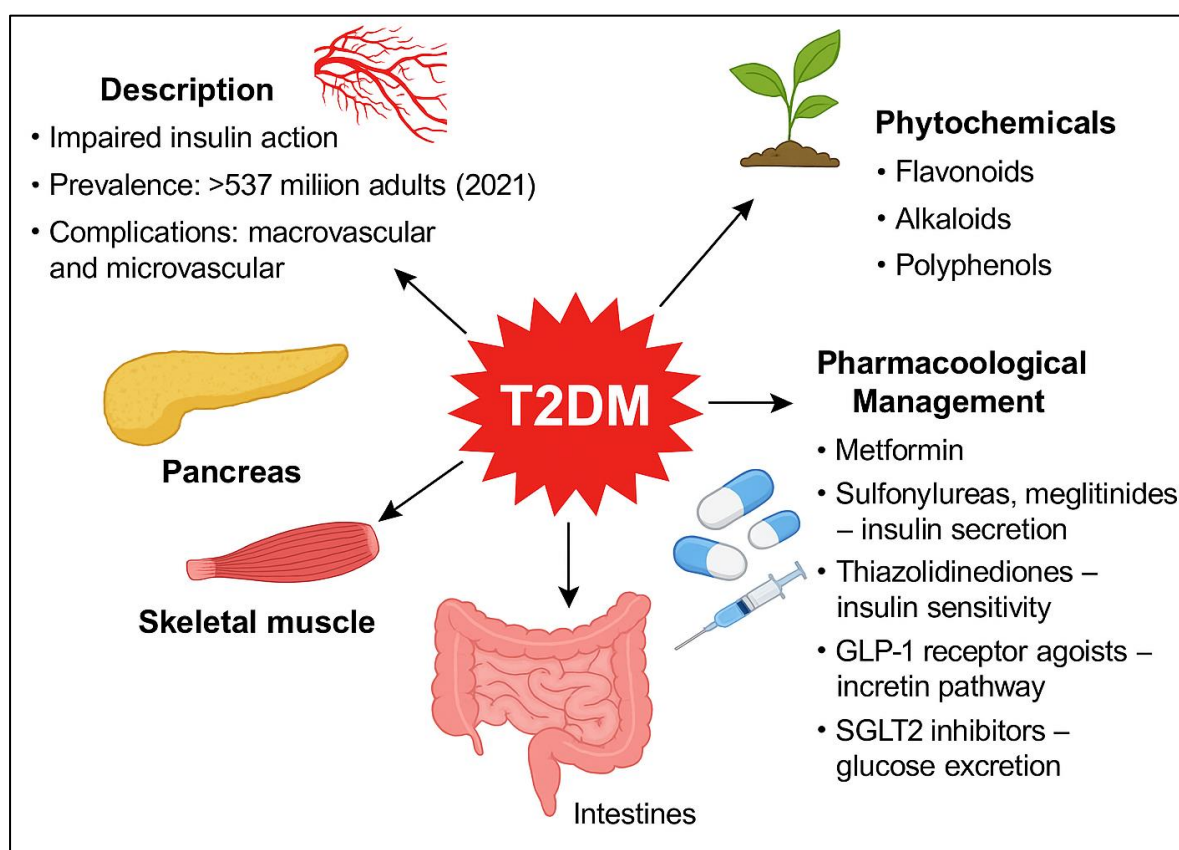 Description
• Impaired insulin action
• Prevalence: >537 miliion adults (2021)
• Complications: macrovascular
and microvascular
Phytochemicals
• Flavonoids
• Alkaloids
• Polyphenols
T2DM
Pancreas
Skeletal muscle
Intestines
Pharmacoological
Management
• Metformin
• Sulfonylureas, meglitinides
– insulin secretion
• Thiazolidinediones –
insulin sensitivity
• GLP-1 receptor agoists –
incretin pathway
• SGLT2 inhibitors –
glucose excretion